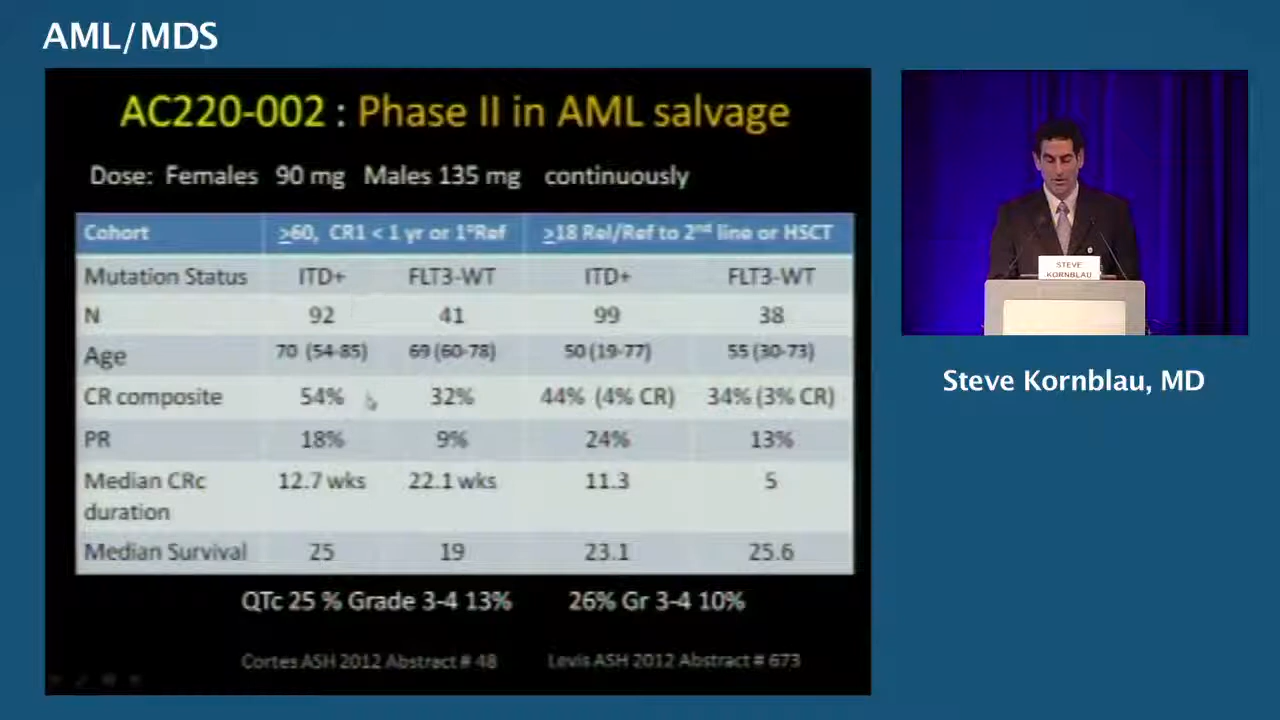 AML/MDS
AC220-002 : Phase II in AML salvage
Dose: Females 90 mg Males 135 mg continuously
Cohort >60, CR1 < 1 yr or 1°Ref >18 Rel/Ref to 2nd line or HSCT
Mutation Status ITD+ FLT3-WT ITD+ FLT3-WT
N 92 41 99 38
Age 70 (54-85) 69 (60-78) 50 (19-77) 55 (30-73)
CR composite 54% 32% 44% (4% CR) 34% (3% CR)
PR 18% 9% 24% 13%
Median CRc duration 12.7 wks 22.1 wks 11.3 5
Median Survival 25 19 23.1 25.6
QTc 25 % Grade 3-4 13% 26% Gr 3-4 10%
Cortes ASH 2012 Abstract # 48 Levis ASH 2012 Abstract # 673
STEVE
KORNBLAU
Steve Kornblau, MD